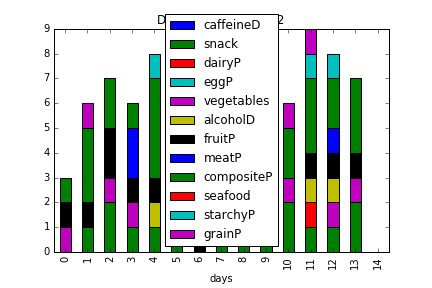 D
2
caffeineD
snack
dairyP
eggP
vegetables
alcoholD
fruitP
meatP
compositeP
seafood
starchyP
grainP
9
8
7
6
5
4
3
2
1
0
0 1 2 3 4 5 6 7 8 9 10 11 12 13 14
days